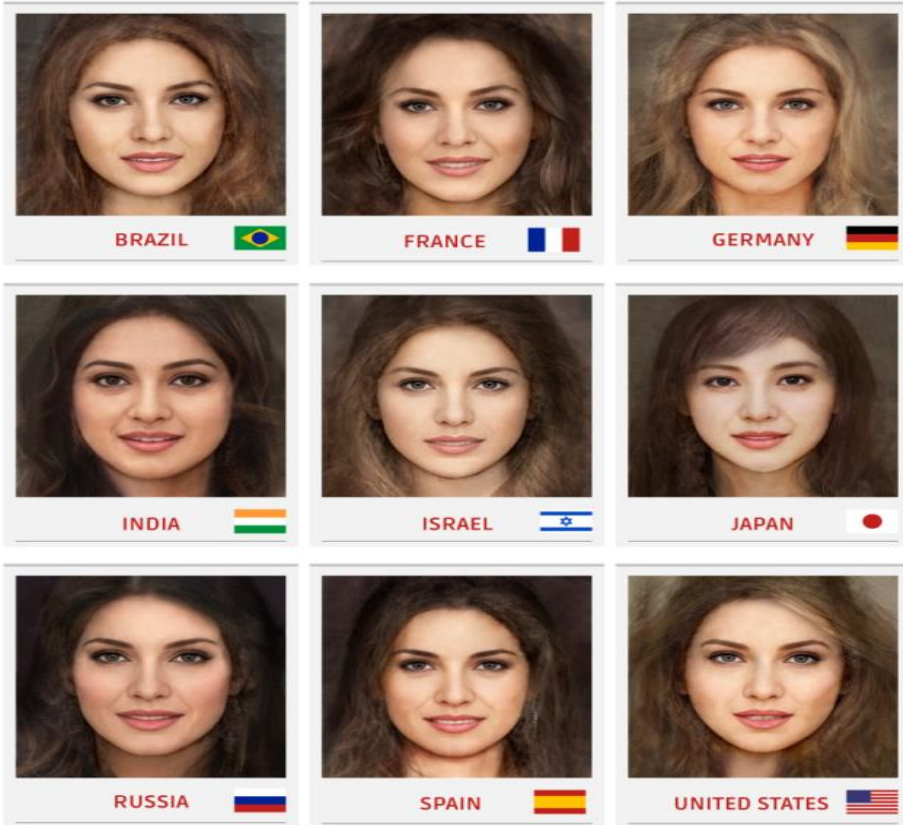 BRAZIL
FRANCE
GERMANY
INDIA
ISRAEL
JAPAN
RUSSIA
SPAIN
UNITED STATES